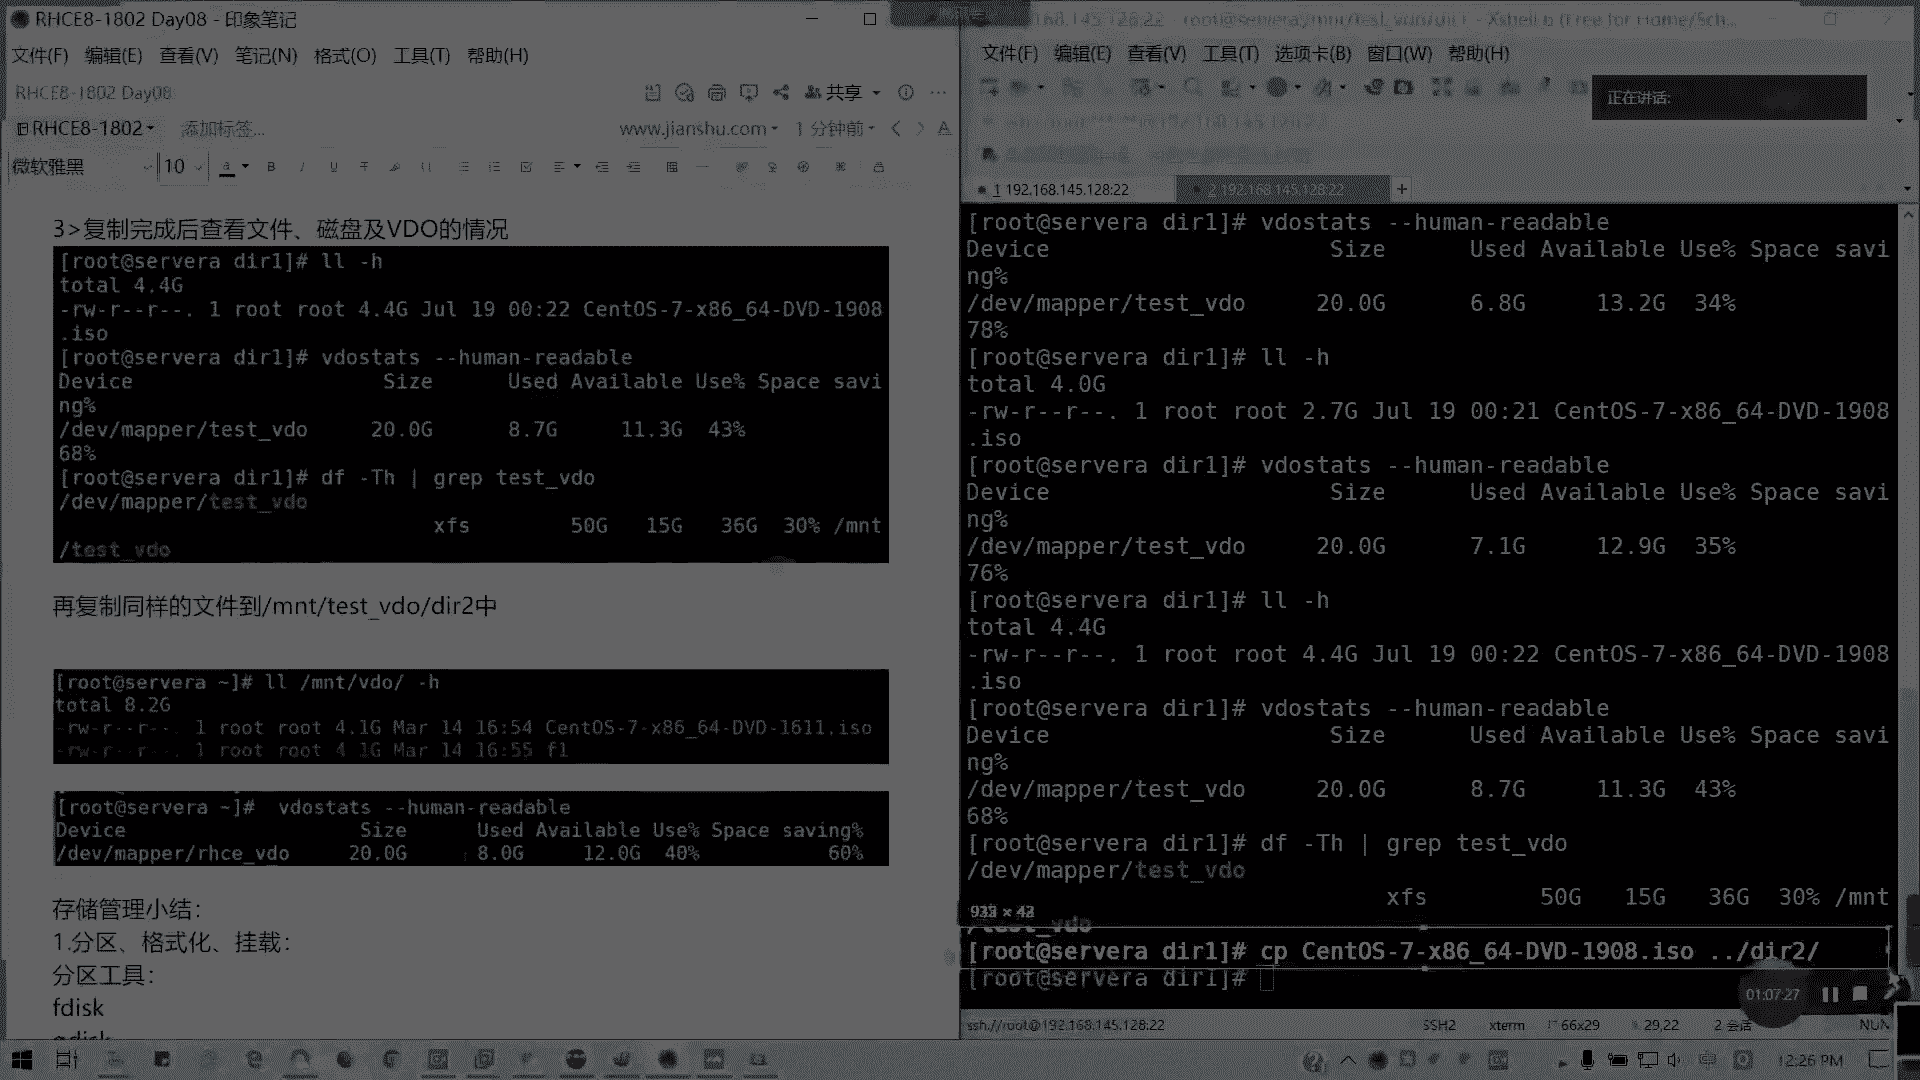 RHCE8-1802 Day08 - 印象笔记
文件(F) 编辑(E) 查看(V) 笔记(N) 格式(O) 工具(T) 帮助(H)
RHCE8-1802 Day08
共享
RHCE8-1802
添加标签...
www.jianshu.com
1 分钟前
微软雅黑
10
3>复制完成后查看文件、磁盘及VDO的情况
[root@servera dir1]# ll -h
total 4.4G
-rw-r--r--. 1 root root 4.4G Jul 19 00:22 CentOS-7-x86_64-DVD-1908
.iso
[root@servera dir1]# vdostats --human-readable
Device Size Used Available Use% Space savi
ng%
/dev/mapper/test_vdo 20.0G 8.7G 11.3G 43%
68%
[root@servera dir1]# df -Th | grep test_vdo
/dev/mapper/test_vdo
xfs 50G 15G 36G 30% /mnt
/test_vdo
再复制同样的文件到/mnt/test_vdo/dir2中
[root@servera ~]# ll /mnt/vdo/ -h
total 8.2G
-rw-r--r--. 1 root root 4.1G Mar 14 16:54 CentOS-7-x86_64-DVD-1611.iso
-rw-r--r--. 1 root root 4.1G Mar 14 16:55 f1
[root@servera ~]# vdostats --human-readable
Device Size Used Available Use% Space saving%
/dev/mapper/rhce_vdo 20.0G 8.0G 12.0G 40% 60%
存储管理小结：
1.分区、格式化、挂载：
分区工具：
fdisk
文件(F) 编辑(E) 查看(V) 工具(T) 选项卡(B) 窗口(W) 帮助(H)
正在讲话:
1 192.168.145.128:22
2 192.168.145.128:22
[root@servera dir1]# vdostats --human-readable
Device Size Used Available Use% Space savi
ng%
/dev/mapper/test_vdo 20.0G 6.8G 13.2G 34%
78%
[root@servera dir1]# ll -h
total 4.0G
-rw-r--r--. 1 root root 2.7G Jul 19 00:21 CentOS-7-x86_64-DVD-1908
.iso
[root@servera dir1]# vdostats --human-readable
Device Size Used Available Use% Space savi
ng%
/dev/mapper/test_vdo 20.0G 7.1G 12.9G 35%
76%
[root@servera dir1]# ll -h
total 4.4G
-rw-r--r--. 1 root root 4.4G Jul 19 00:22 CentOS-7-x86_64-DVD-1908
.iso
[root@servera dir1]# vdostats --human-readable
Device Size Used Available Use% Space savi
ng%
/dev/mapper/test_vdo 20.0G 8.7G 11.3G 43%
68%
[root@servera dir1]# df -Th | grep test_vdo
/dev/mapper/test_vdo
xfs 50G 15G 36G 30% /mnt
/test_vdo
[root@servera dir1]# cp CentOS-7-x86_64-DVD-1908.iso ../dir2/
[root@servera dir1]#
01:07:27
ssh://root@192.168.145.128:22 SSH2 xterm 66x29 29,22 2 会话 NUM
12:26 PM